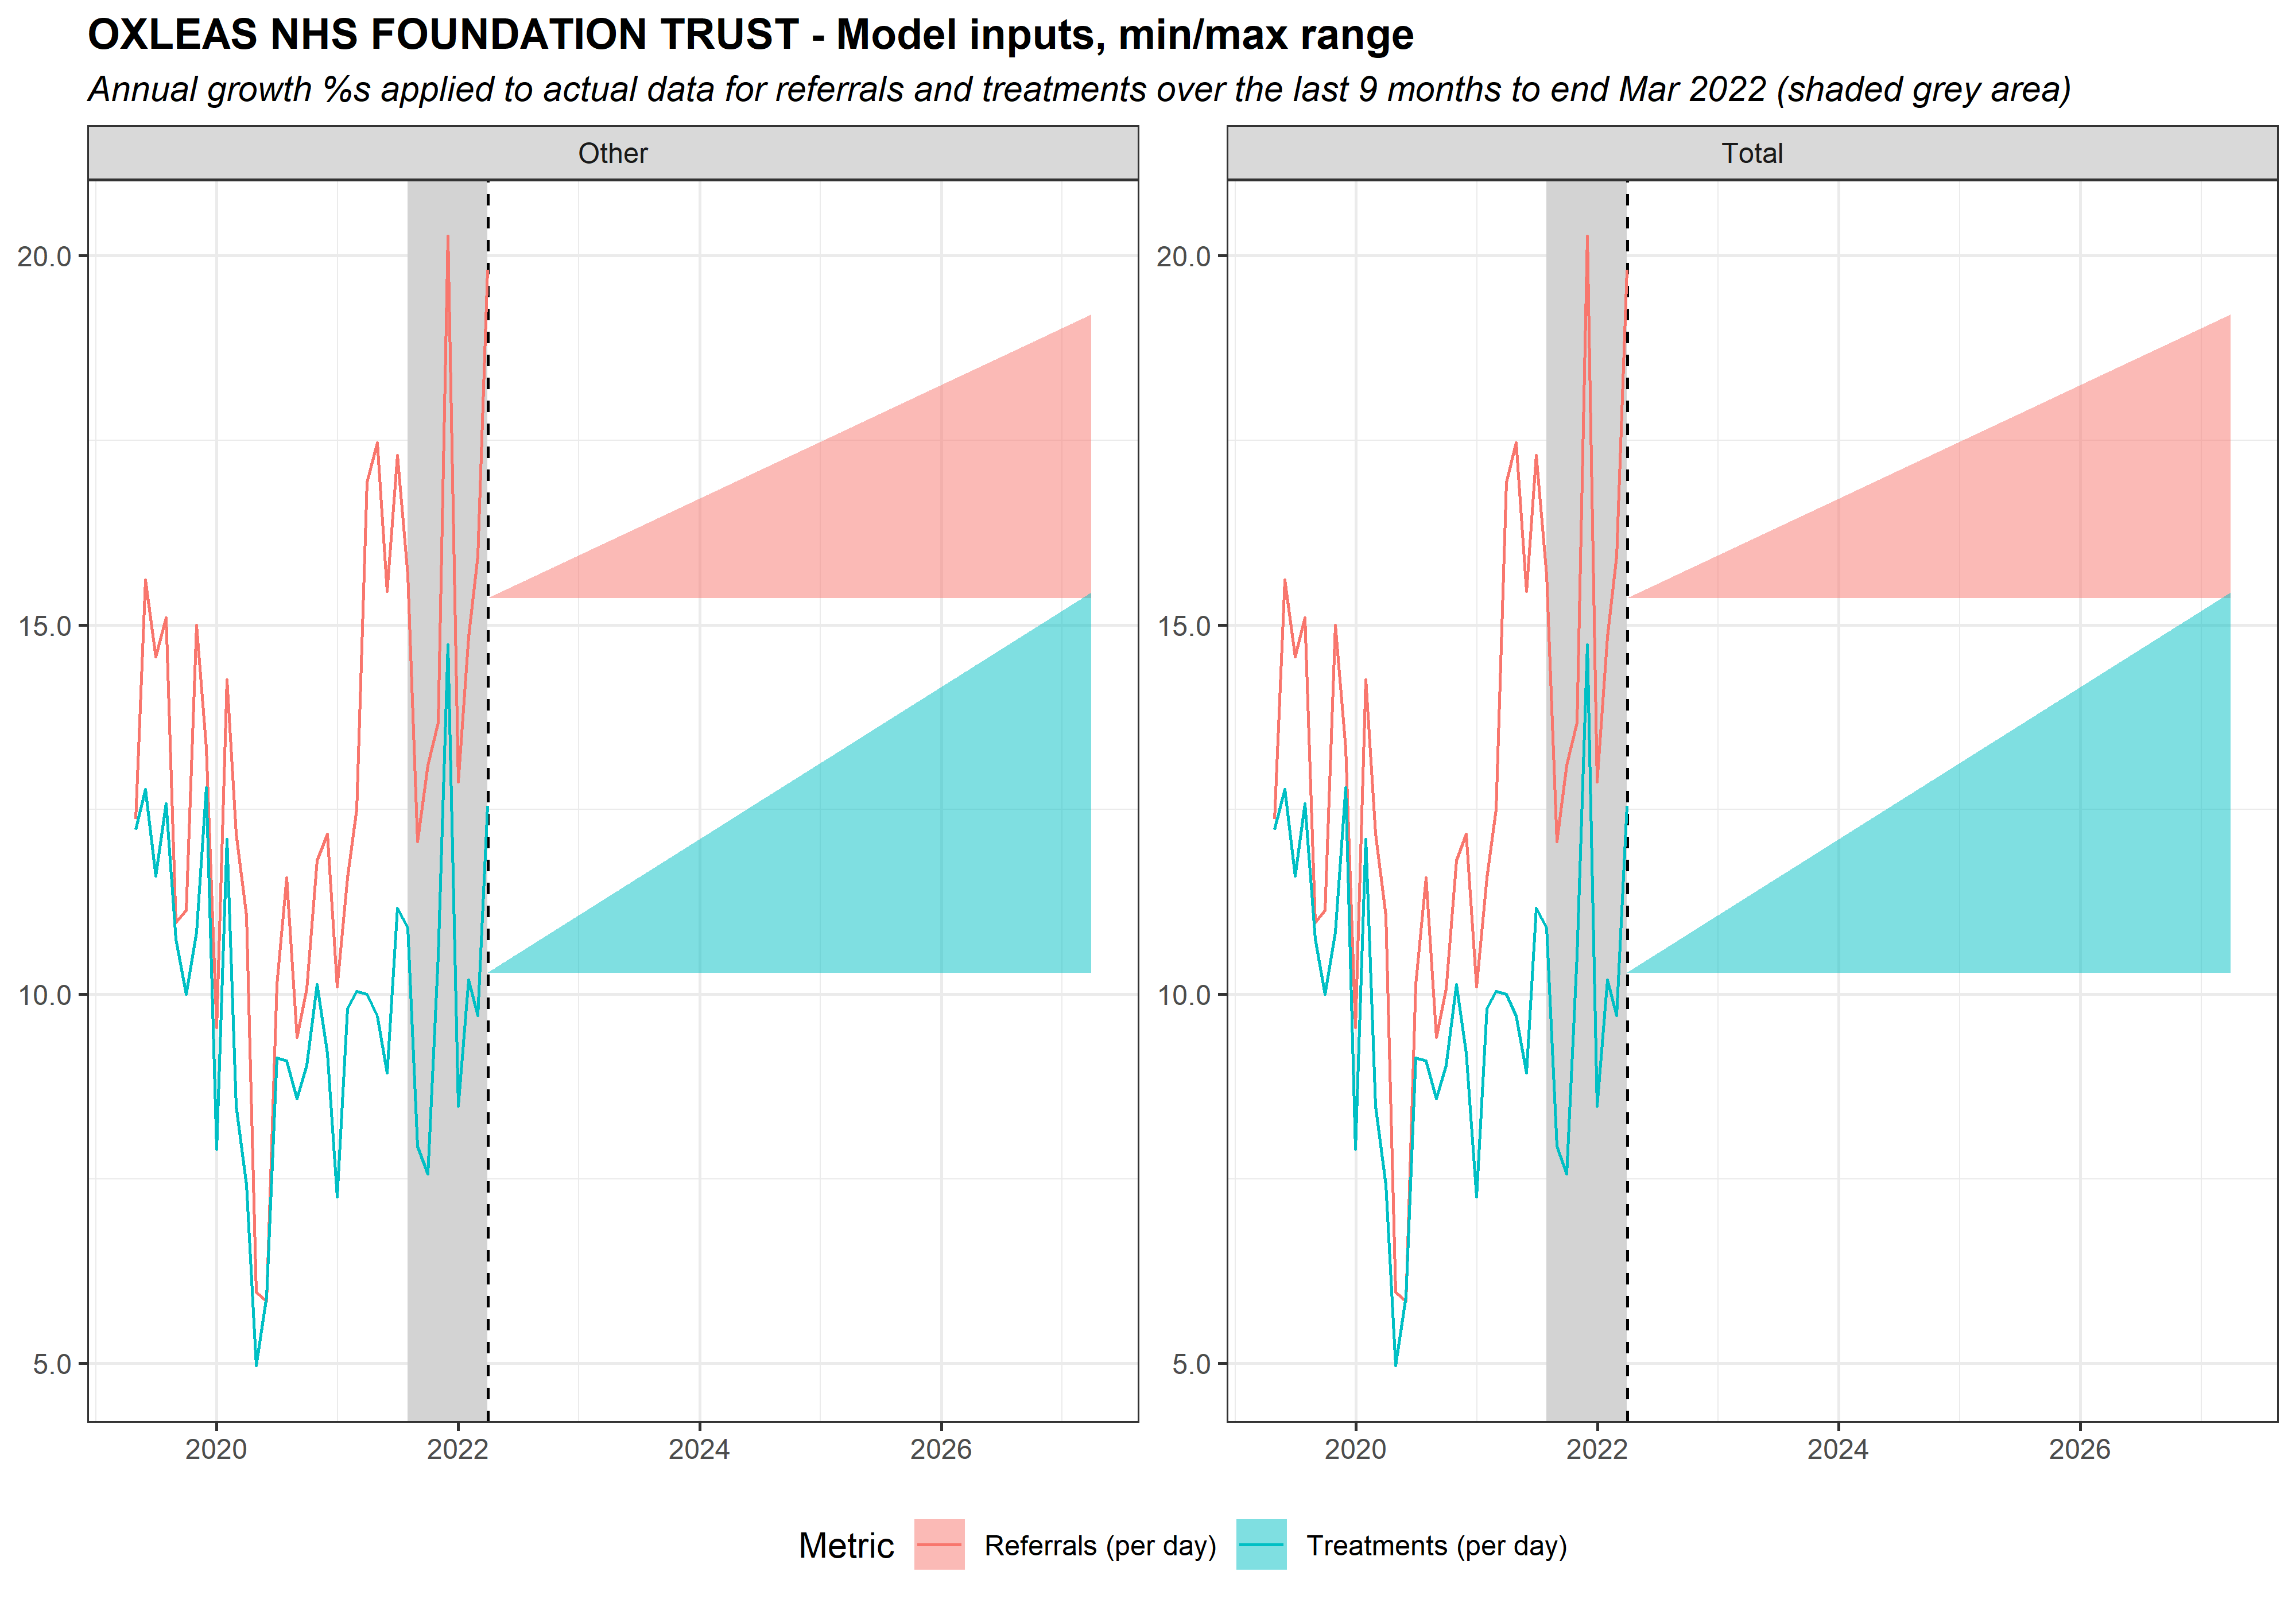 OXLEAS NHS FOUNDATION TRUST - Model inputs, min/max range
Annual growth %s applied to actual data for referrals and treatments over the last 9 months to end Mar 2022 (shaded grey area)
Other
Total
20.0
15.0
10.0
5.0
20.0
15.0
10.0
5.0
2020 2022 2024 2026
2020 2022 2024 2026
Metric Referrals (per day) Treatments (per day)